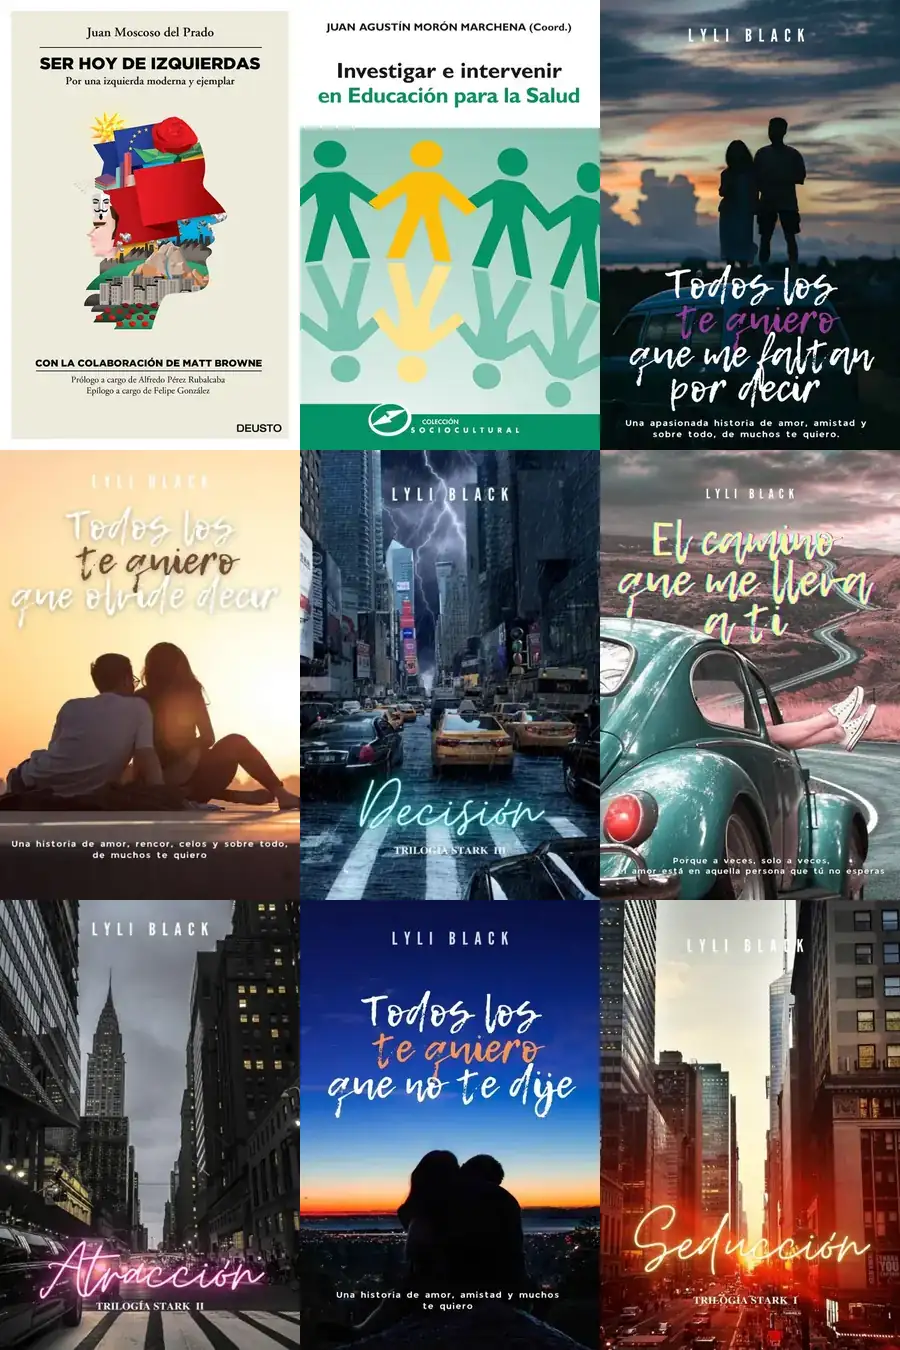 Juan Moscoso del Prado
SER HOY DE IZQUIERDAS
Por una izquierda moderna y ejemplar
CON LA COLABORACIÓN DE MATT BROWNE
Prólogo a cargo de Alfredo Pérez Rubalcaba
Epílogo a cargo de Felipe González
DEUSTO
JUAN AGUSTÍN MORÓN MARCHENA (Coord.)
Investigar e intervenir
en Educación para la Salud
COLECCIÓN
SOCIOCULTURAL
LYLI BLACK
Todos los
te quiero
que me faltan
por decir
Una apasionada historia de amor, amistad y
sobre todo, de muchos te quiero.
LYLI BLACK
Todos los
te quiero
que olvide decir
Una historia de amor, rencor, celos y sobre todo,
de muchos te quiero
LYLI BLACK
Decisión
TRILOGÍA STARK III
LYLI BLACK
El camino
que me lleva
a ti
Porque a veces, solo a veces,
el amor está en aquella persona que tú no esperas
LYLI BLACK
Atracción
TRILOGÍA STARK II
LYLI BLACK
Todos los
te quiero
que no te dije
Una historia de amor, amistad y muchos
te quiero
LYLI BLACK
Seducción
TRILOGÍA STARK I